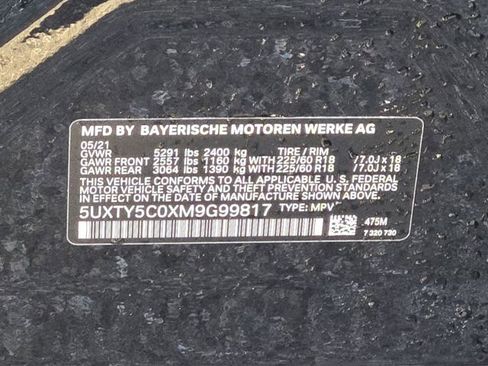 MFD BY BAYERISCHE MOTOREN WERKE AG
05/21
GVWR 5291 lbs 2400 kg TIRE / RIM
GAWR FRONT 2557 lbs 1160 kg WITH 225/60 R18 / 7.0J x 18
GAWR REAR 3064 lbs 1390 kg WITH 225/60 R18 / 7.0J x 18
THIS VEHICLE CONFORMS TO ALL APPLICABLE U.S. FEDERAL
MOTOR VEHICLE SAFETY AND THEFT PREVENTION STANDARDS
IN EFFECT ON THE DATE OF MANUFACTURE SHOWN ABOVE.
5UXTY5C0XM9G99817 TYPE: MPV
475M
7 320 730